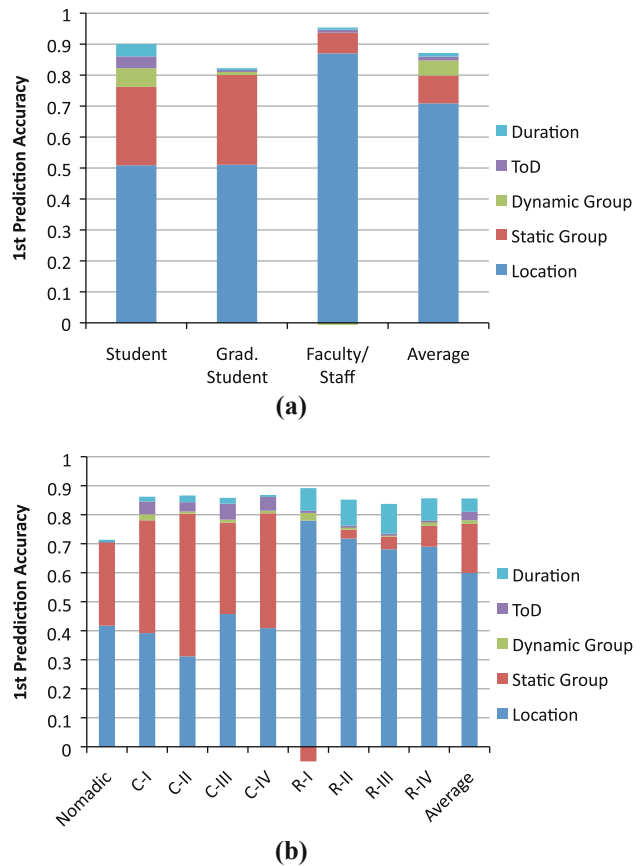 1
0.9
0.8
0.7
0.6
0.5
0.4
0.3
0.2
0.1
0
1st Prediction Accuracy
Student
Grad.
Student
Faculty/
Staff
Average
Duration
ToD
Dynamic Group
Static Group
Location
(a)
1
0.9
0.8
0.7
0.6
0.5
0.4
0.3
0.2
0.1
0
1st Preddiction Accuracy
Nomadic
C-I
C-II
C-III
C-IV
R-I
R-II
R-III
R-IV
Average
Duration
ToD
Dynamic Group
Static Group
Location
(b)